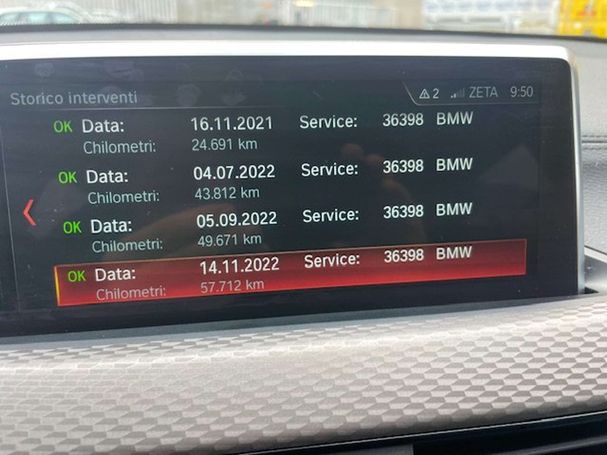 Storico interventi ⚠2 ZETA 9:50
OK Data: 16.11.2021 Service: 36398 BMW
Chilometri: 24.691 km
OK Data: 04.07.2022 Service: 36398 BMW
Chilometri: 43.812 km
OK Data: 05.09.2022 Service: 36398 BMW
Chilometri: 49.671 km
OK Data: 14.11.2022 Service: 36398 BMW
Chilometri: 57.712 km